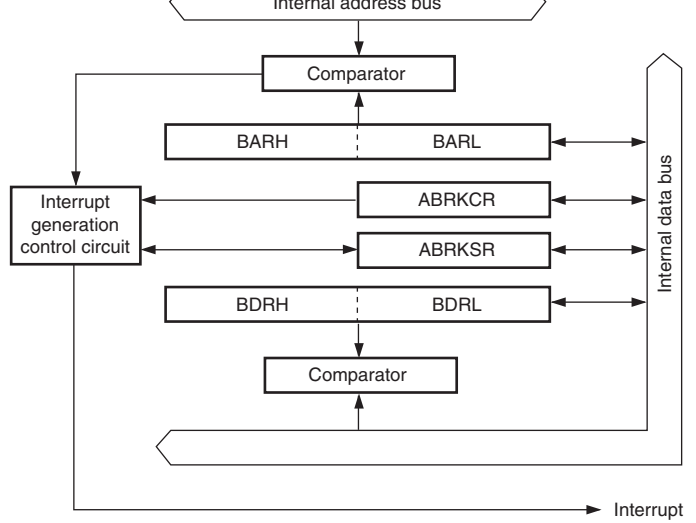 Internal address bus
Comparator
BARH BARL
Interrupt
generation
control circuit
ABRKCR
ABRKSR
Internal data bus
BDRH BDRL
Comparator
Interrupt